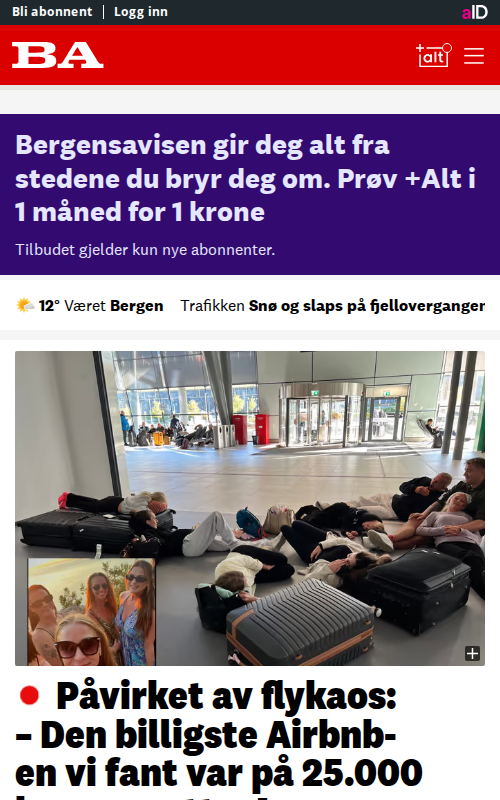 Bli abonnent | Logg inn
aID
BA
+alt
Bergensavisen gir deg alt fra
stedene du bryr deg om. Prøv +Alt i
1 måned for 1 krone
Tilbudet gjelder kun nye abonnenter.
12° Været Bergen Trafikken Snø og slaps på fjelloverganger
Påvirket av flykaos:
– Den billigste Airbnb-
en vi fant var på 25.000